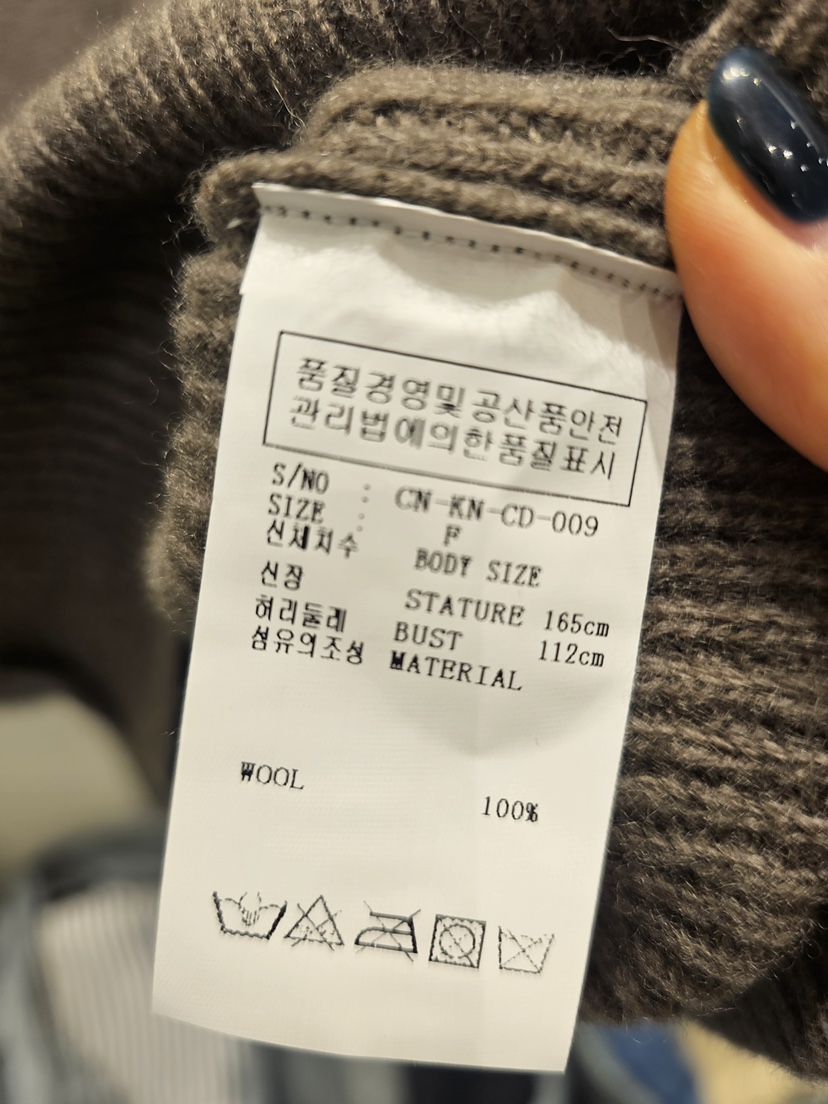 품질경영및공산품안전
관리법에의한품질표시
S/NO : CN-KN-CD-009
SIZE : F
신체치수 BODY SIZE
신장 STATURE 165cm
허리둘레 BUST 112cm
섬유의조성 MATERIAL
WOOL 100%